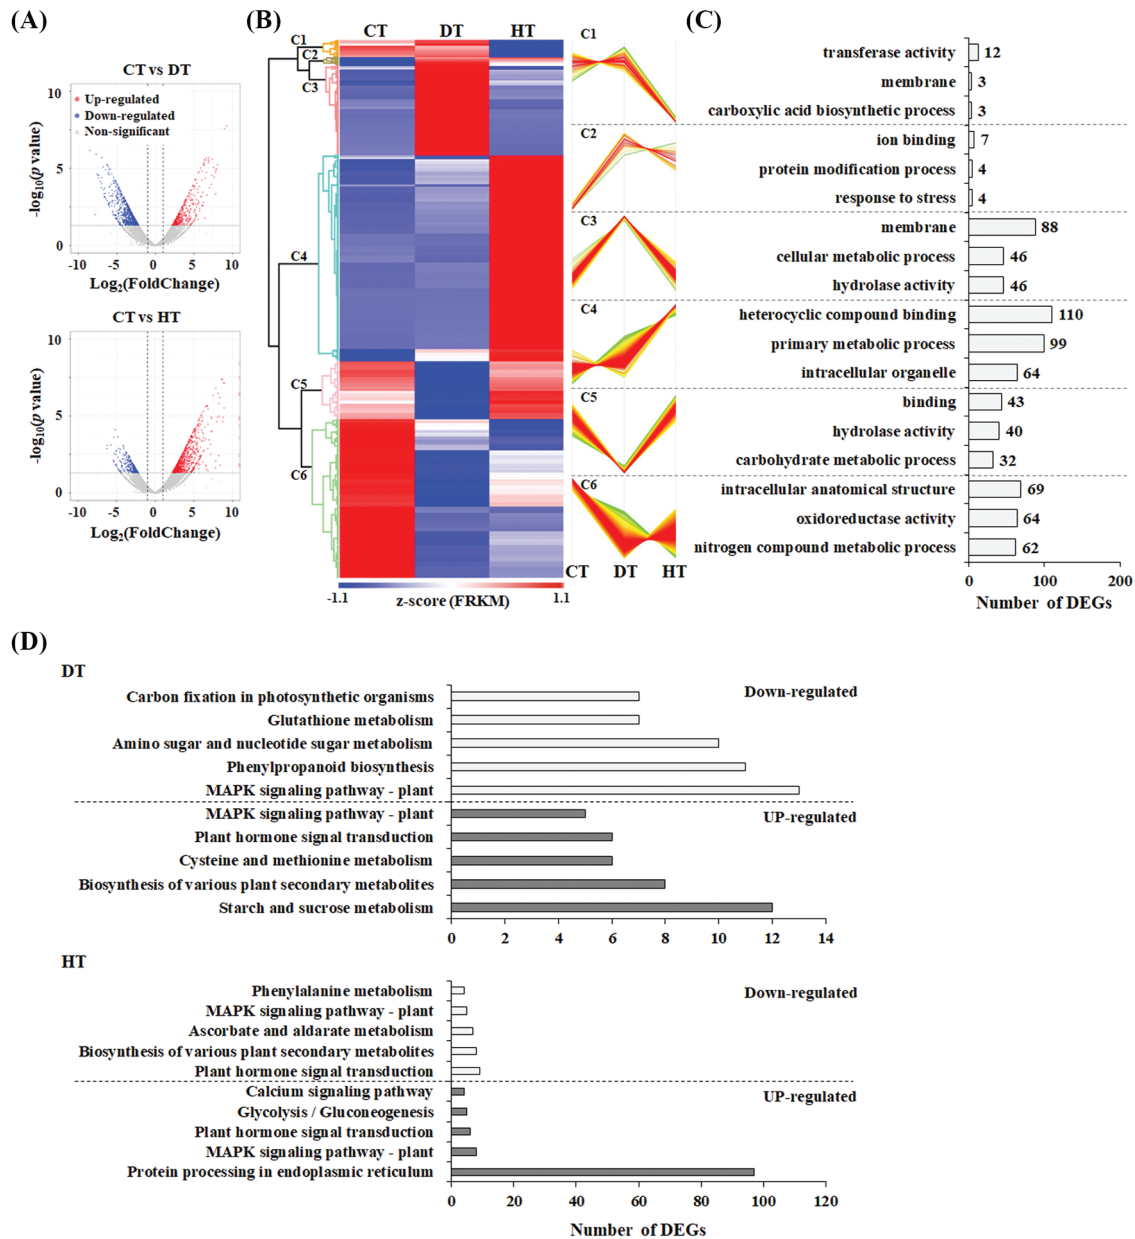 (A)
CT vs DT
10
5
0
-log10(p value)
Up-regulated
Down-regulated
Non-significant
-10 -5 0 5 10
Log2(FoldChange)
CT vs HT
10
5
0
-log10(p value)
-10 -5 0 5 10
Log2(FoldChange)
(B)
CT DT HT
C1
C2
C3
C4
C5
C6
-1.1 z-score (FRKM) 1.1
C1
C2
C3
C4
C5
C6
CT DT HT
(C)
transferase activity 12
membrane 3
carboxylic acid biosynthetic process 3
ion binding 7
protein modification process 4
response to stress 4
membrane 88
cellular metabolic process 46
hydrolase activity 46
heterocyclic compound binding 110
primary metabolic process 99
intracellular organelle 64
binding 43
hydrolase activity 40
carbohydrate metabolic process 32
intracellular anatomical structure 69
oxidoreductase activity 64
nitrogen compound metabolic process 62
0 100 200
Number of DEGs
(D)
DT
Down-regulated
Carbon fixation in photosynthetic organisms
Glutathione metabolism
Amino sugar and nucleotide sugar metabolism
Phenylpropanoid biosynthesis
MAPK signaling pathway - plant
UP-regulated
MAPK signaling pathway - plant
Plant hormone signal transduction
Cysteine and methionine metabolism
Biosynthesis of various plant secondary metabolites
Starch and sucrose metabolism
0 2 4 6 8 10 12 14
HT
Down-regulated
Phenylalanine metabolism
MAPK signaling pathway - plant
Ascorbate and aldarate metabolism
Biosynthesis of various plant secondary metabolites
Plant hormone signal transduction
UP-regulated
Calcium signaling pathway
Glycolysis / Gluconeogenesis
Plant hormone signal transduction
MAPK signaling pathway - plant
Protein processing in endoplasmic reticulum
0 20 40 60 80 100 120
Number of DEGs